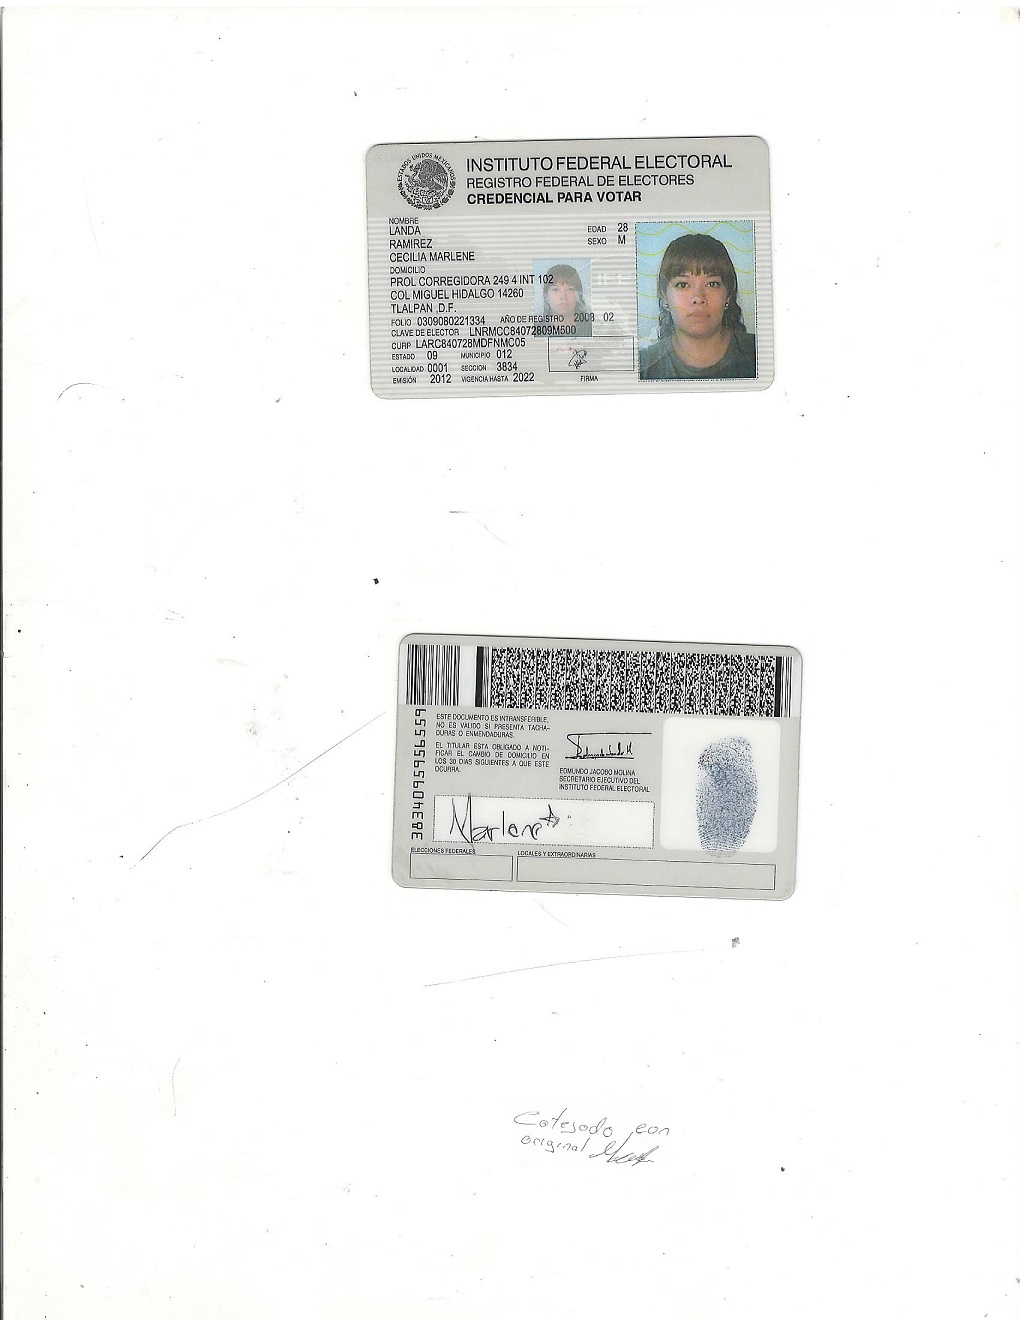 ESTADOS UNIDOS MEXICANOS
INSTITUTO FEDERAL ELECTORAL
REGISTRO FEDERAL DE ELECTORES
CREDENCIAL PARA VOTAR
NOMBRE
LANDA
RAMIREZ
CECILIA MARLENE
EDAD 28
SEXO M
DOMICILIO
PROL CORREGIDORA 249 4 INT 102
COL MIGUEL HIDALGO 14260
TLALPAN ,D.F.
FOLIO 0309080221334 AÑO DE REGISTRO 2008 02
CLAVE DE ELECTOR LNRMCC84072809M500
CURP LARC840728MDFNMC05
ESTADO 09 MUNICIPIO 012
LOCALIDAD 0001 SECCION 3834
EMISIÓN 2012 VIGENCIA HASTA 2022
FIRMA
3834095956559
ESTE DOCUMENTO ES INTRANSFERIBLE,
NO ES VALIDO SI PRESENTA TACHA-
DURAS O ENMENDADURAS.
EL TITULAR ESTA OBLIGADO A NOTI-
FICAR EL CAMBIO DE DOMICILIO EN
LOS 30 DIAS SIGUIENTES A QUE ESTE
OCURRA.
EDMUNDO JACOBO MOLINA
SECRETARIO EJECUTIVO DEL
INSTITUTO FEDERAL ELECTORAL
Marlene
ELECCIONES FEDERALES
LOCALES Y EXTRAORDINARIAS
Cotejado con
original